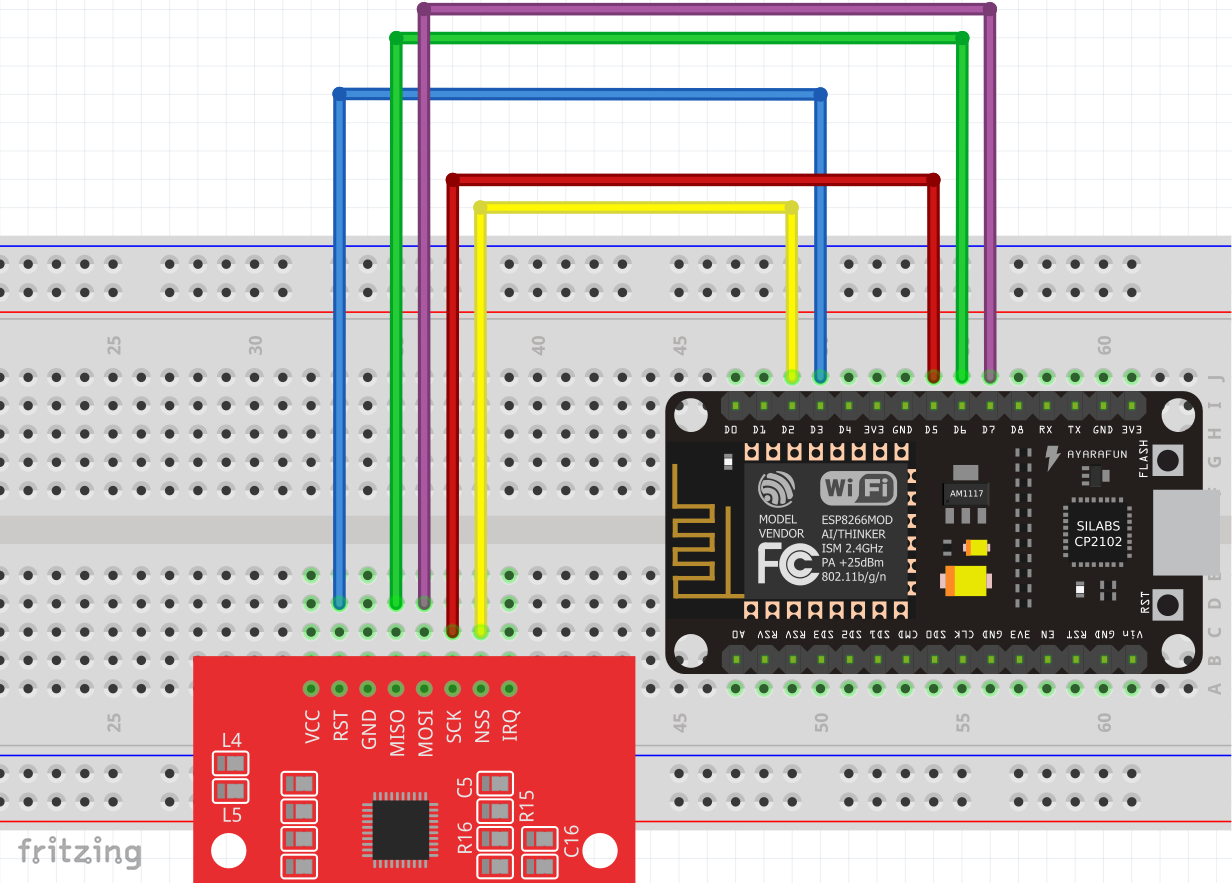 25
30
40
45
60
J
I
H
G
D0 D1 D2 D3 D4 3V3 GND D5 D6 D7 D8 RX TX GND 3V3
AYARAFUN
FLASH
WiFi
MODEL
VENDOR
ESP8266MOD
AI/THINKER
ISM 2.4GHz
PA +25dBm
802.11b/g/n
FC
AM1117
SILABS
CP2102
RST
A0 RSV RSV SD3 SD2 SD1 CMD SD0 CLK GND 3V3 EN RST GND Vin
E
D
C
B
A
25
45
50
55
60
VCC
RST
GND
MISO
MOSI
SCK
NSS
IRQ
L4
L5
C5
R15
R16
C16
fritzing